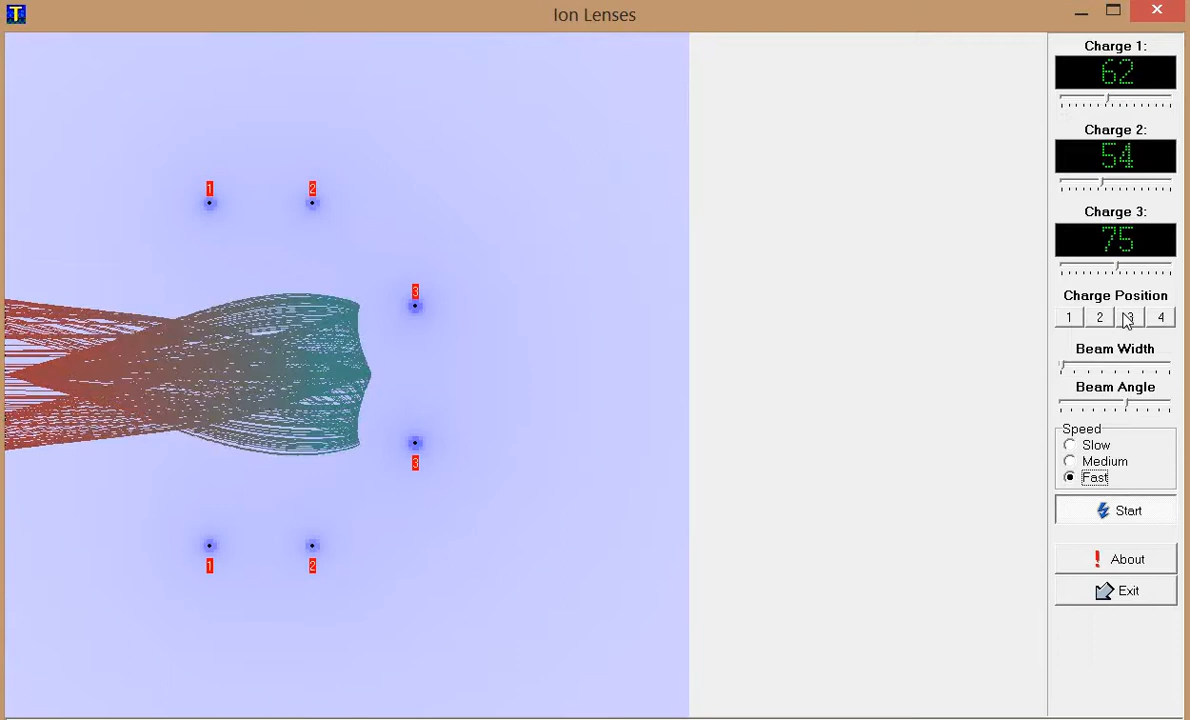 Ion Lenses
1 2
3
3
1 2
Charge 1:
62
Charge 2:
54
Charge 3:
75
Charge Position
1 2 3 4
Beam Width
Beam Angle
Speed
Slow
Medium
Fast
Start
About
Exit